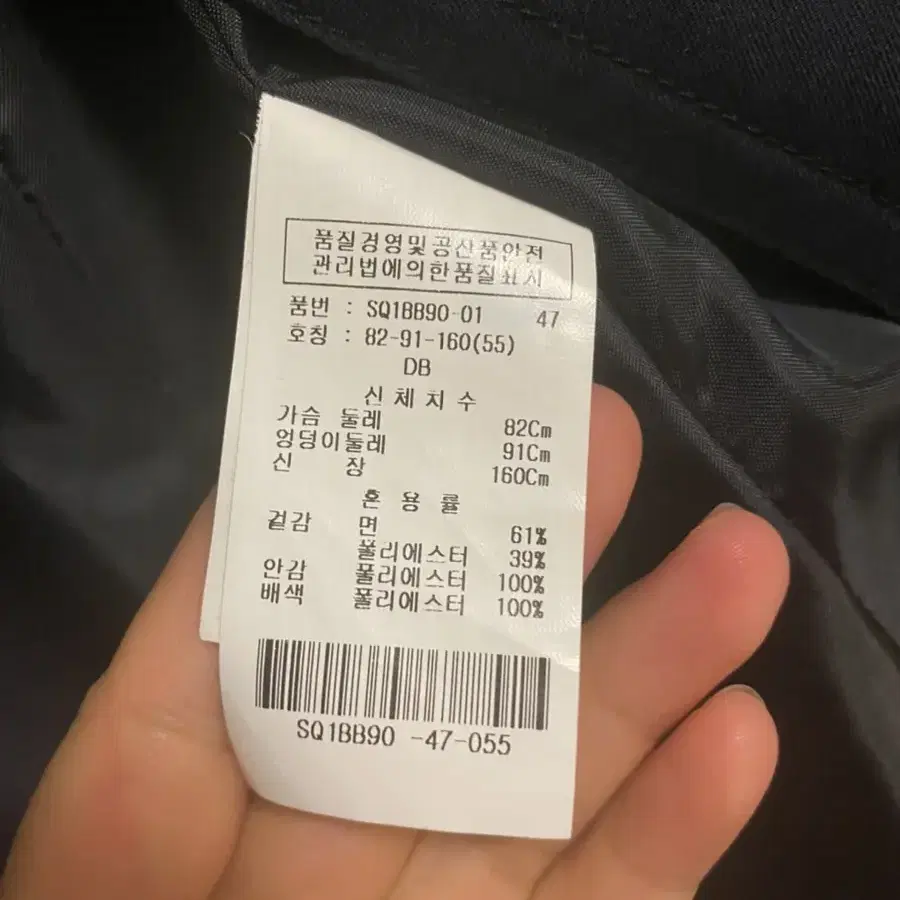 품질경영및공산품안전
관리법에의한품질표시
품번 : SQ1BB90-01 47
호칭 : 82-91-160(55)
DB
신체치수
가슴 둘레 82Cm
엉덩이둘레 91Cm
신 장 160Cm
혼 용 률
겉감 면 61%
폴리에스터 39%
안감 폴리에스터 100%
배색 폴리에스터 100%
SQ1BB90 -47-055